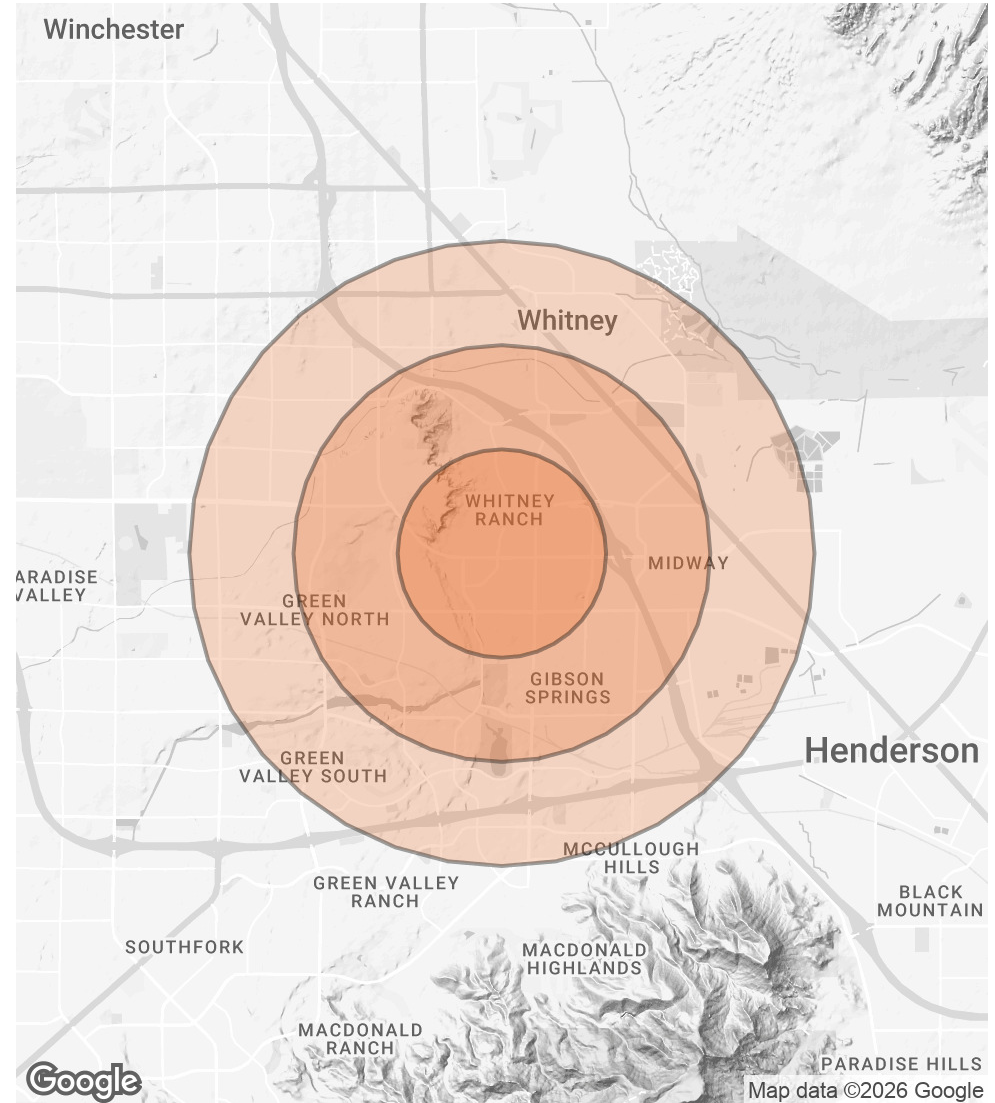 Winchester
Whitney
WHITNEY
RANCH
MIDWAY
ARADISE
VALLEY
GREEN
VALLEY NORTH
GIBSON
SPRINGS
GREEN
VALLEY SOUTH
Henderson
MCCULLOUGH
HILLS
GREEN VALLEY
RANCH
BLACK
MOUNTAIN
SOUTHFORK
MACDONALD
HIGHLANDS
MACDONALD
RANCH
PARADISE HILLS
Google
Map data ©2026 Google